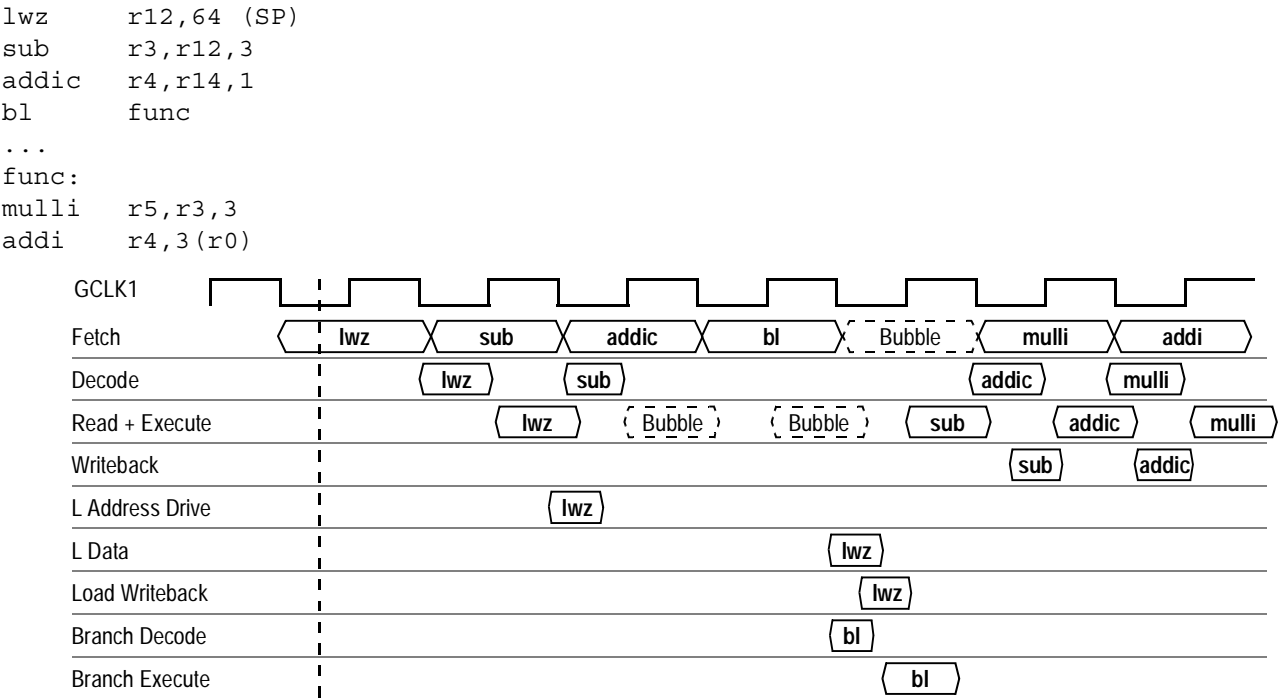 lwz r12,64 (SP)
sub r3,r12,3
addic r4,r14,1
bl func
...
func:
mulli r5,r3,3
addi r4,3(r0)
GCLK1
Fetch lwz sub addic bl Bubble mulli addi
Decode lwz sub addic mulli
Read + Execute lwz Bubble Bubble sub addic mulli
Writeback sub addic
L Address Drive lwz
L Data lwz
Load Writeback lwz
Branch Decode bl
Branch Execute bl